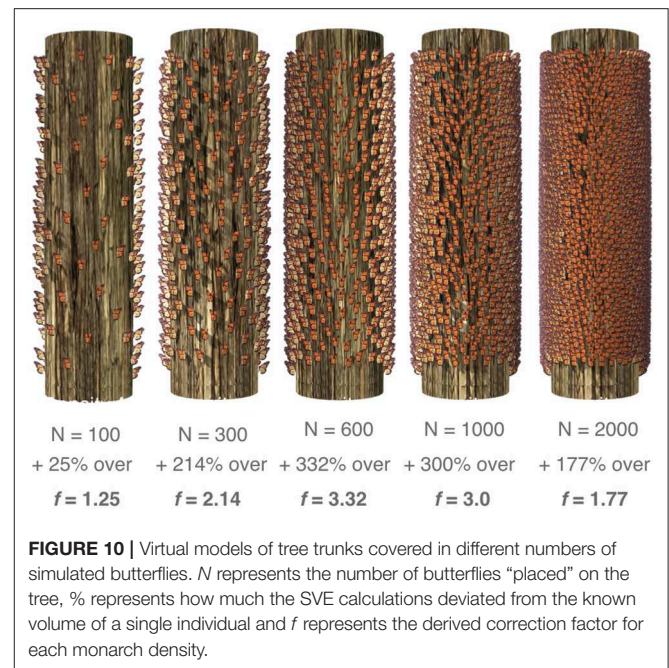 N = 100 N = 300 N = 600 N = 1000 N = 2000
+ 25% over + 214% over + 332% over + 300% over + 177% over
f = 1.25 f = 2.14 f = 3.32 f = 3.0 f = 1.77
FIGURE 10 | Virtual models of tree trunks covered in different numbers of
simulated butterflies. N represents the number of butterflies “placed” on the
tree, % represents how much the SVE calculations deviated from the known
volume of a single individual and f represents the derived correction factor for
each monarch density.